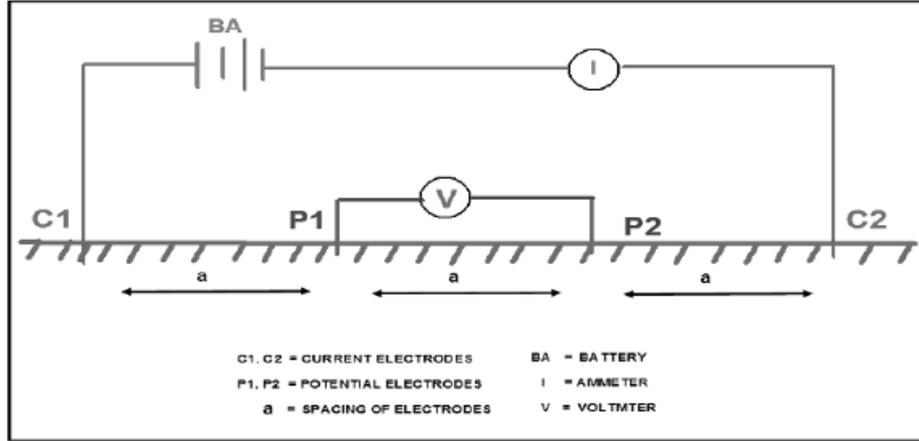 BA
I
V
C1
P1
P2
C2
a
a
a
C1, C2 = CURRENT ELECTRODES
BA = BATTERY
P1, P2 = POTENTIAL ELECTRODES
I = AMMETER
a = SPACING OF ELECTRODES
V = VOLTMTER